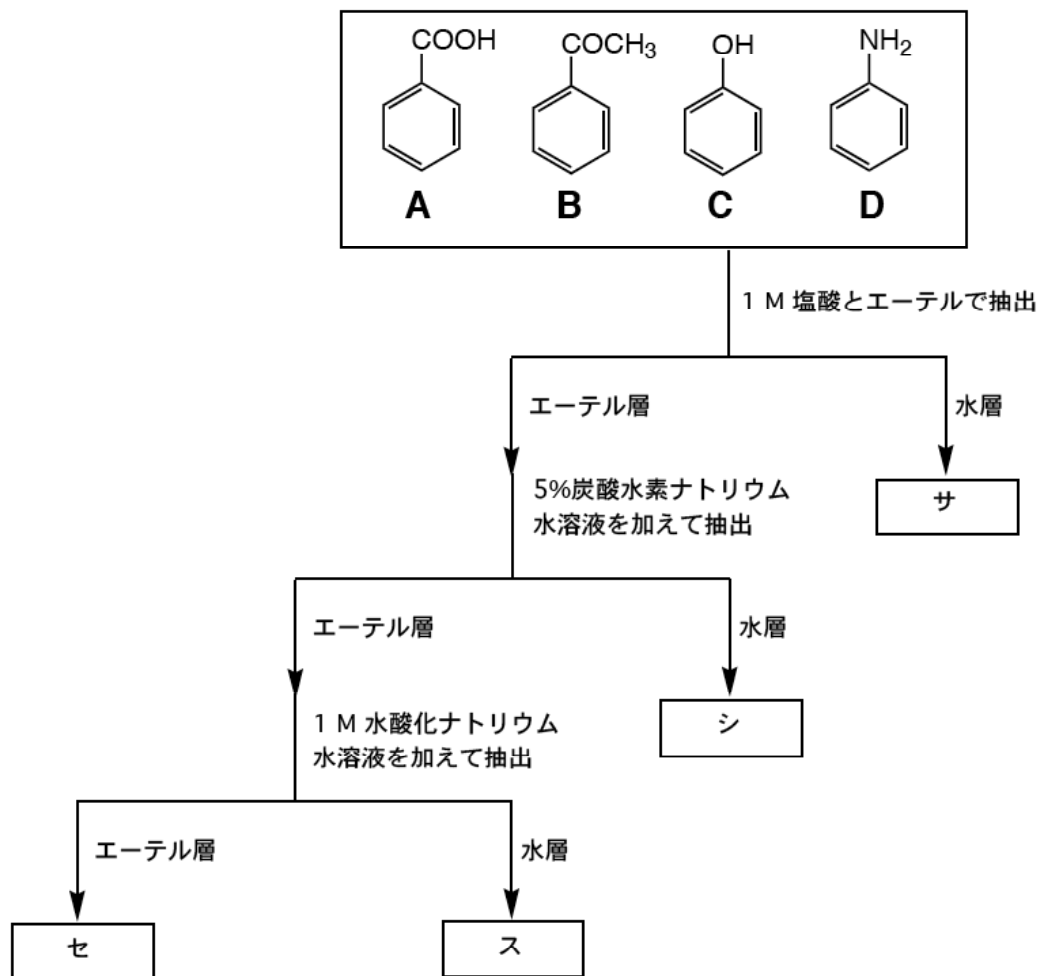 COOH
COCH₃
OH
NH₂
A
B
C
D
1 M 塩酸とエーテルで抽出
エーテル層
水層
5%炭酸水素ナトリウム
水溶液を加えて抽出
サ
エーテル層
水層
1 M 水酸化ナトリウム
水溶液を加えて抽出
シ
エーテル層
水層
セ
ス